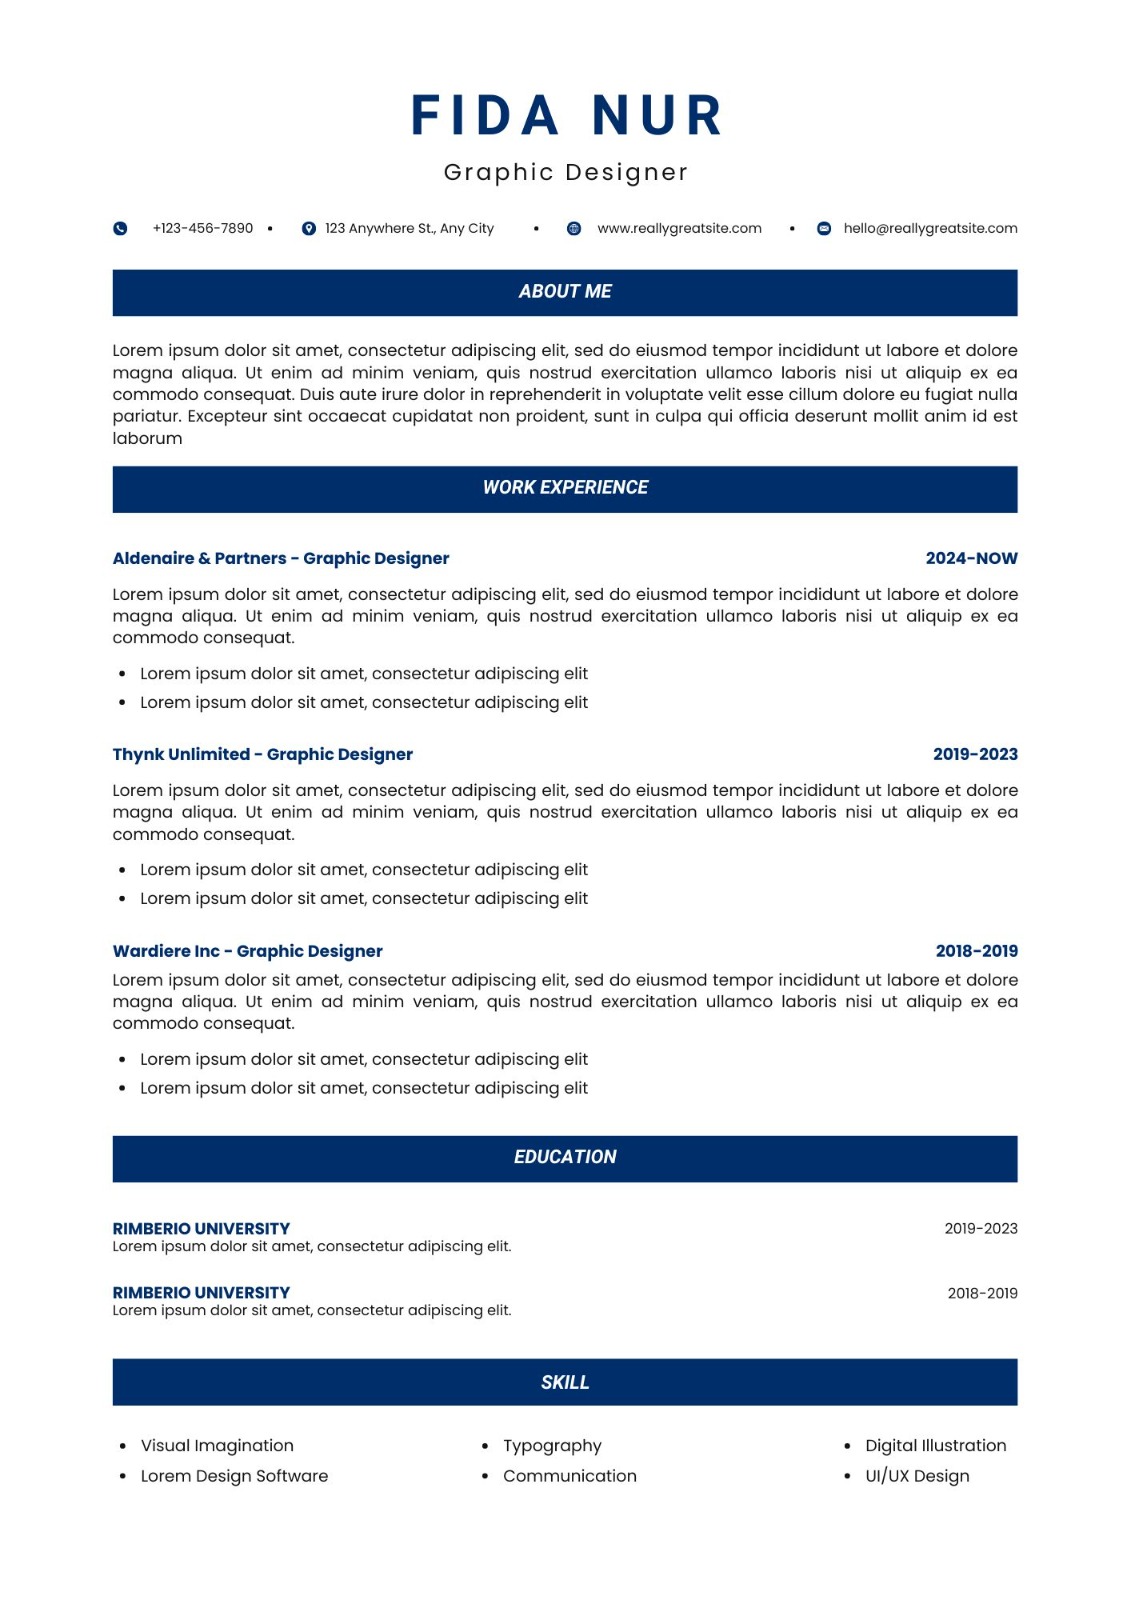 FIDA NUR
Graphic Designer
+123-456-7890 • 123 Anywhere St., Any City • www.reallygreatsite.com • hello@reallygreatsite.com
ABOUT ME
Lorem ipsum dolor sit amet, consectetur adipiscing elit, sed do eiusmod tempor incididunt ut labore et dolore
magna aliqua. Ut enim ad minim veniam, quis nostrud exercitation ullamco laboris nisi ut aliquip ex ea
commodo consequat. Duis aute irure dolor in reprehenderit in voluptate velit esse cillum dolore eu fugiat nulla
pariatur. Excepteur sint occaecat cupidatat non proident, sunt in culpa qui officia deserunt mollit anim id est
laborum
WORK EXPERIENCE
Aldenaire & Partners - Graphic Designer 2024-NOW
Lorem ipsum dolor sit amet, consectetur adipiscing elit, sed do eiusmod tempor incididunt ut labore et dolore
magna aliqua. Ut enim ad minim veniam, quis nostrud exercitation ullamco laboris nisi ut aliquip ex ea
commodo consequat.
• Lorem ipsum dolor sit amet, consectetur adipiscing elit
• Lorem ipsum dolor sit amet, consectetur adipiscing elit
Thynk Unlimited - Graphic Designer 2019-2023
Lorem ipsum dolor sit amet, consectetur adipiscing elit, sed do eiusmod tempor incididunt ut labore et dolore
magna aliqua. Ut enim ad minim veniam, quis nostrud exercitation ullamco laboris nisi ut aliquip ex ea
commodo consequat.
• Lorem ipsum dolor sit amet, consectetur adipiscing elit
• Lorem ipsum dolor sit amet, consectetur adipiscing elit
Wardiere Inc - Graphic Designer 2018-2019
Lorem ipsum dolor sit amet, consectetur adipiscing elit, sed do eiusmod tempor incididunt ut labore et dolore
magna aliqua. Ut enim ad minim veniam, quis nostrud exercitation ullamco laboris nisi ut aliquip ex ea
commodo consequat.
• Lorem ipsum dolor sit amet, consectetur adipiscing elit
• Lorem ipsum dolor sit amet, consectetur adipiscing elit
EDUCATION
RIMBERIO UNIVERSITY 2019-2023
Lorem ipsum dolor sit amet, consectetur adipiscing elit.
RIMBERIO UNIVERSITY 2018-2019
Lorem ipsum dolor sit amet, consectetur adipiscing elit.
SKILL
• Visual Imagination • Typography • Digital Illustration
• Lorem Design Software • Communication • UI/UX Design